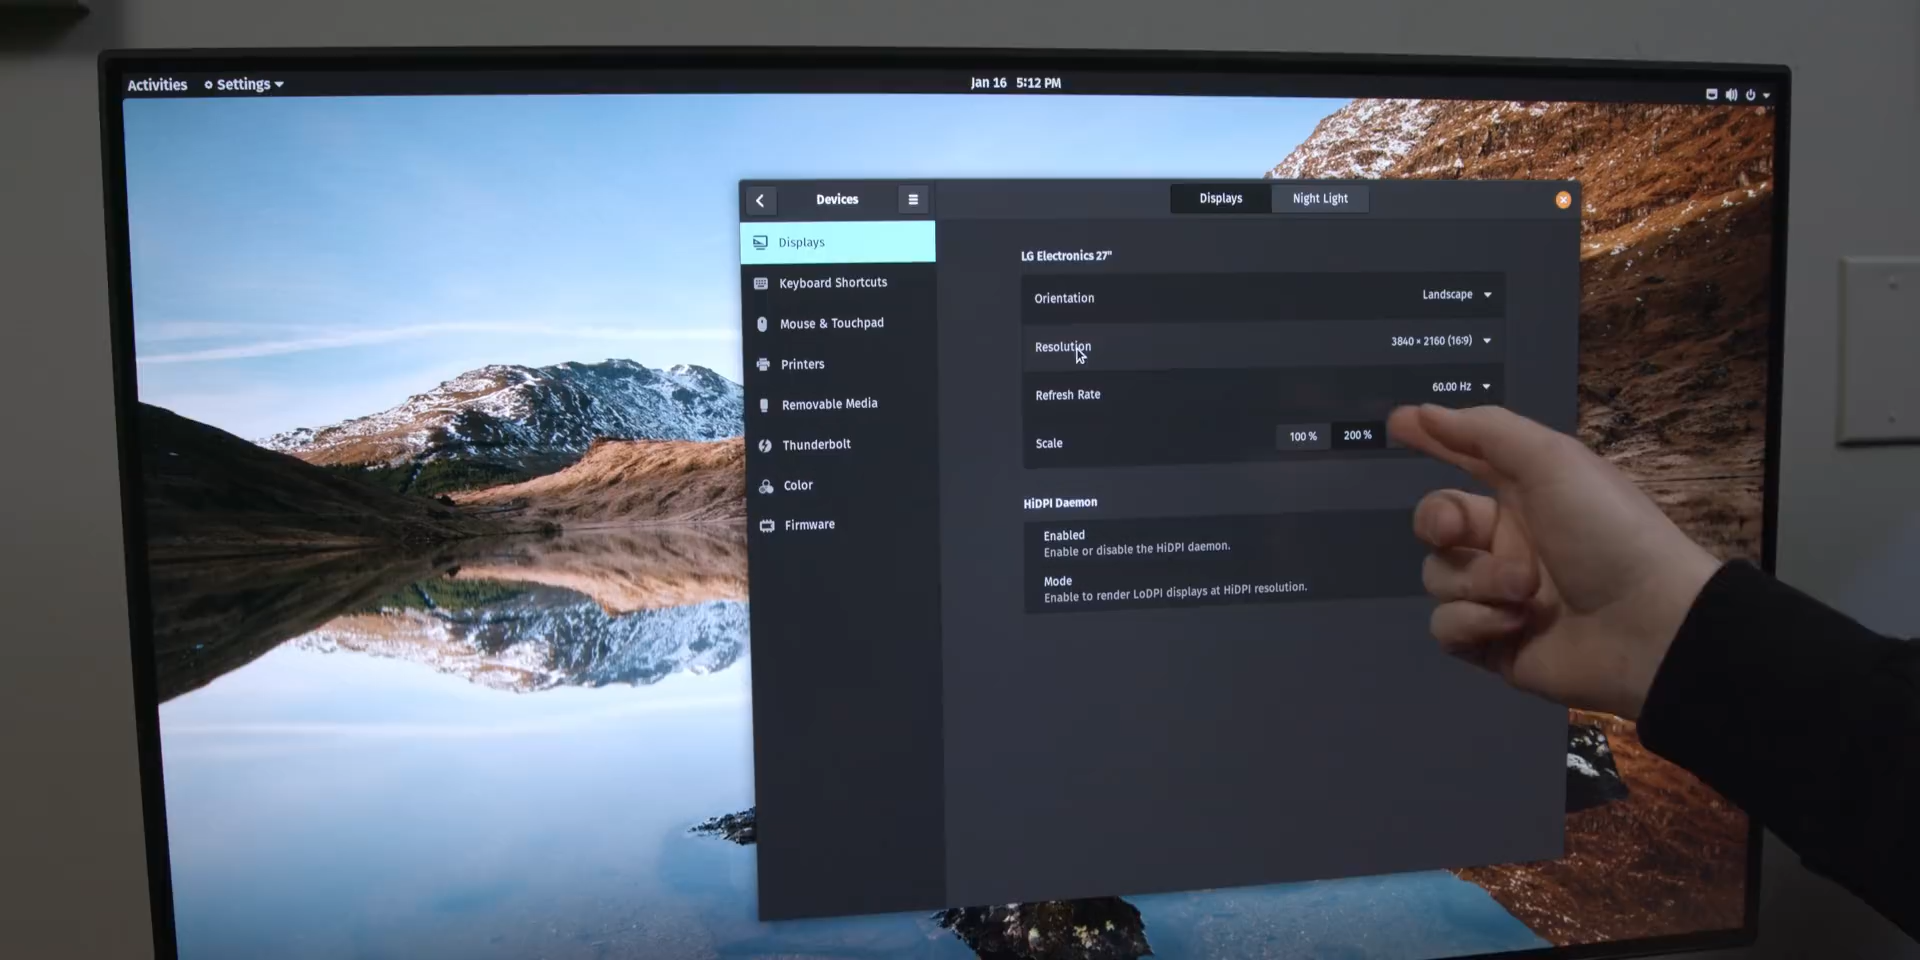 Activities Settings Jan 16 5:12 PM
Devices
Displays Night Light
Displays
Keyboard Shortcuts
Mouse & Touchpad
Printers
Removable Media
Thunderbolt
Color
Firmware
LG Electronics 27"
Orientation Landscape
Resolution 3840 × 2160 (16:9)
Refresh Rate 60.00 Hz
Scale 100 % 200 %
HiDPI Daemon
Enabled
Enable or disable the HiDPI daemon.
Mode
Enable to render LoDPI displays at HiDPI resolution.